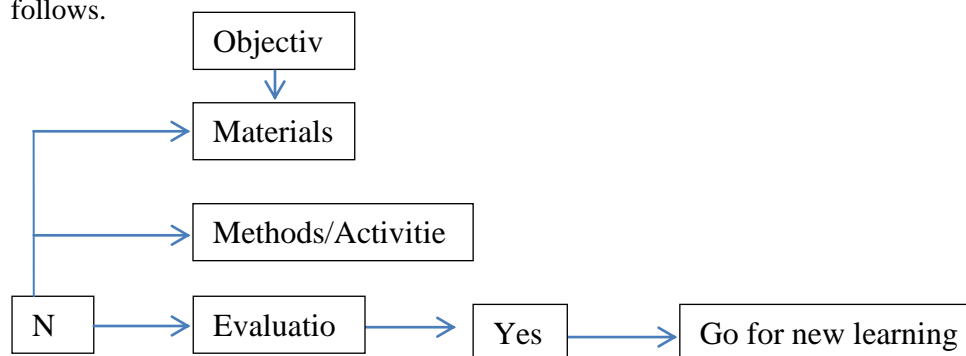 follows.
Objectiv
Materials
Methods/Activitie
N
Evaluatio
Yes
Go for new learning